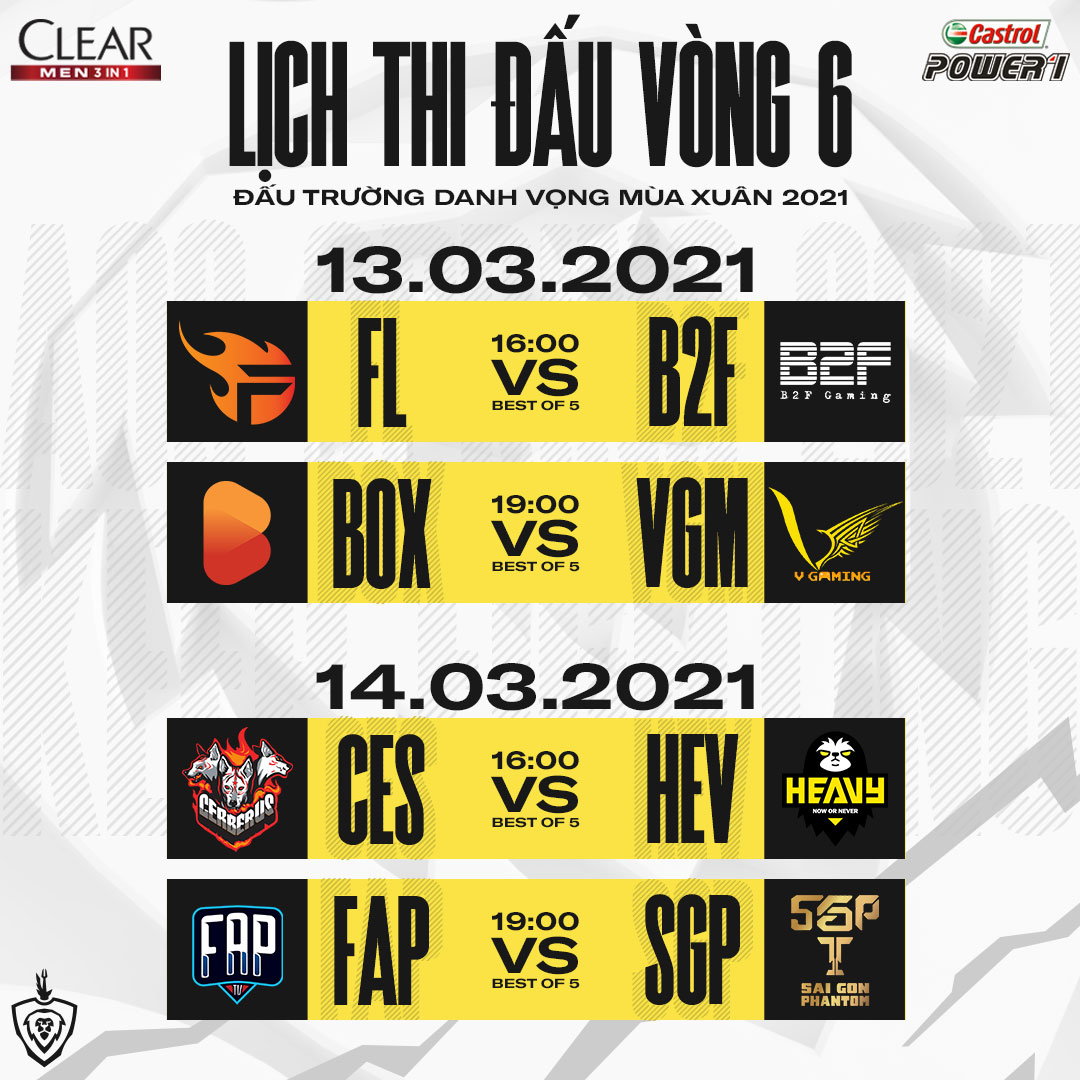 CLEAR
MEN 3 IN 1
Castrol
POWER1
LỊCH THI ĐẤU VÒNG 6
ĐẤU TRƯỜNG DANH VỌNG MÙA XUÂN 2021
13.03.2021
F
FL
16:00
VS
BEST OF 5
B2F
B2F
B2F Gaming
BOX
19:00
VS
BEST OF 5
VGM
V GAMING
14.03.2021
CERBERUS
CES
16:00
VS
BEST OF 5
HEV
HEAVY
NOW OR NEVER
FAP
TV
FAP
19:00
VS
BEST OF 5
SGP
SGP
SAI GON
PHANTOM